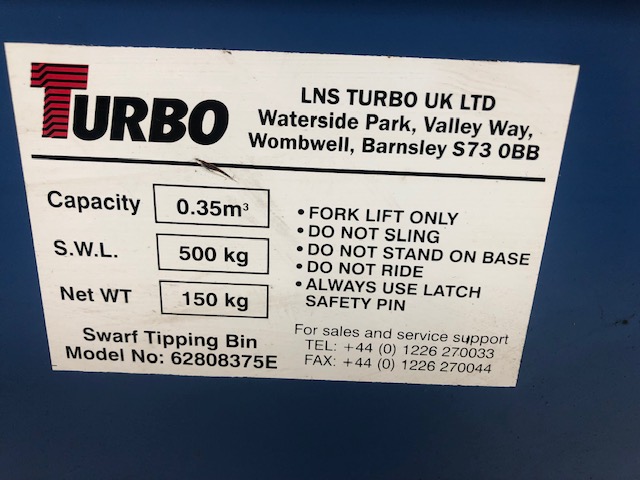 TURBO
LNS TURBO UK LTD
Waterside Park, Valley Way,
Wombwell, Barnsley S73 0BB
Capacity 0.35m³
S.W.L. 500 kg
Net WT 150 kg
• FORK LIFT ONLY
• DO NOT SLING
• DO NOT STAND ON BASE
• DO NOT RIDE
• ALWAYS USE LATCH
SAFETY PIN
Swarf Tipping Bin
Model No: 62808375E
For sales and service support
TEL: +44 (0) 1226 270033
FAX: +44 (0) 1226 270044